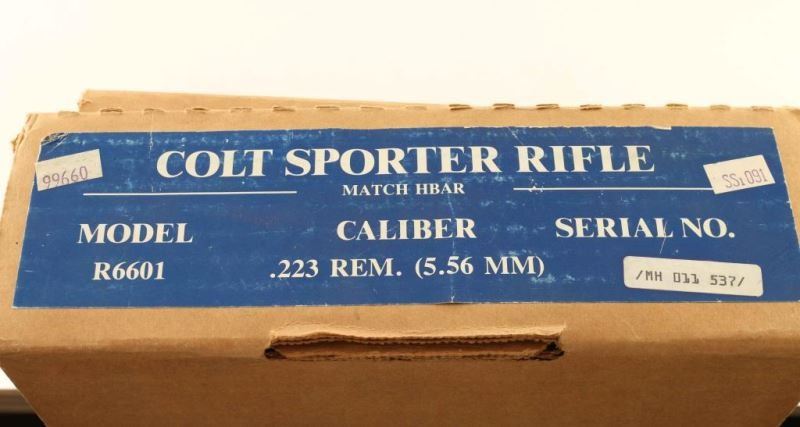 99660
COLT SPORTER RIFLE
SS1091
MATCH HBAR
MODEL CALIBER SERIAL NO.
R6601 .223 REM. (5.56 MM) /MH 011 537/